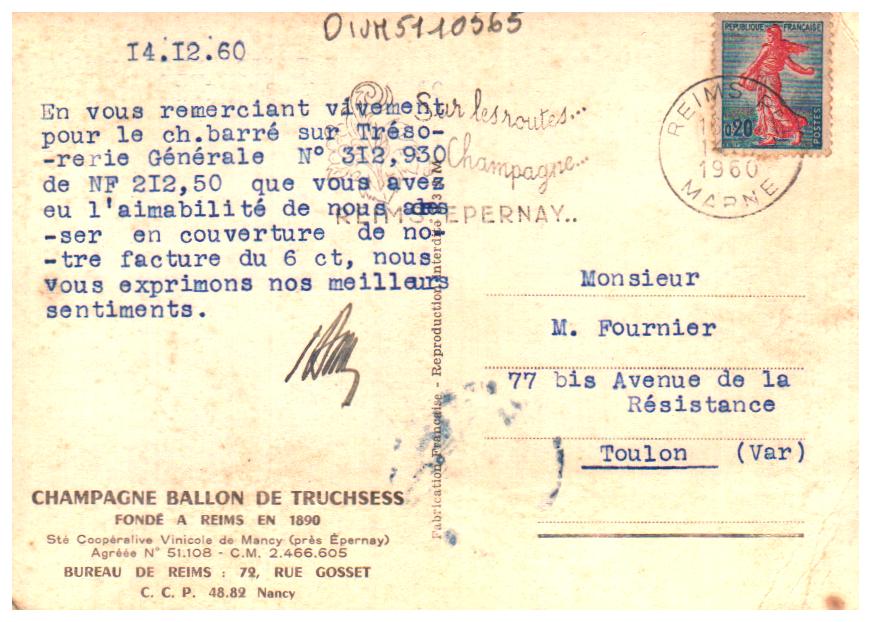 OIVM5110565
14.I2.60
En vous remerciant vivement
pour le ch.barré sur Tréso-
-rerie Générale N° 3I2,930
de NF 2I2,50 que vous avez
eu l'aimabilité de nous
-ser en couverture de no-
-tre facture du 6 ct, nous
vous exprimons nos meilleurs
sentiments.
CHAMPAGNE BALLON DE TRUCHSESS
FONDÉ A REIMS EN 1890
Sté Coopérative Vinicole de Mancy (près Épernay)
Agréée N° 51.108 - C.M. 2.466.605
BUREAU DE REIMS : 72, RUE GOSSET
C. C. P. 48.82 Nancy
Sur les routes...
Champagne...
REIMS. EPERNAY..
Fabrication Française - Reproduction interdite
REPUBLIQUE FRANÇAISE
0,20
POSTES
REIMS
1960
MARNE
Monsieur
M. Fournier
77 bis Avenue de la
Résistance
Toulon (Var)